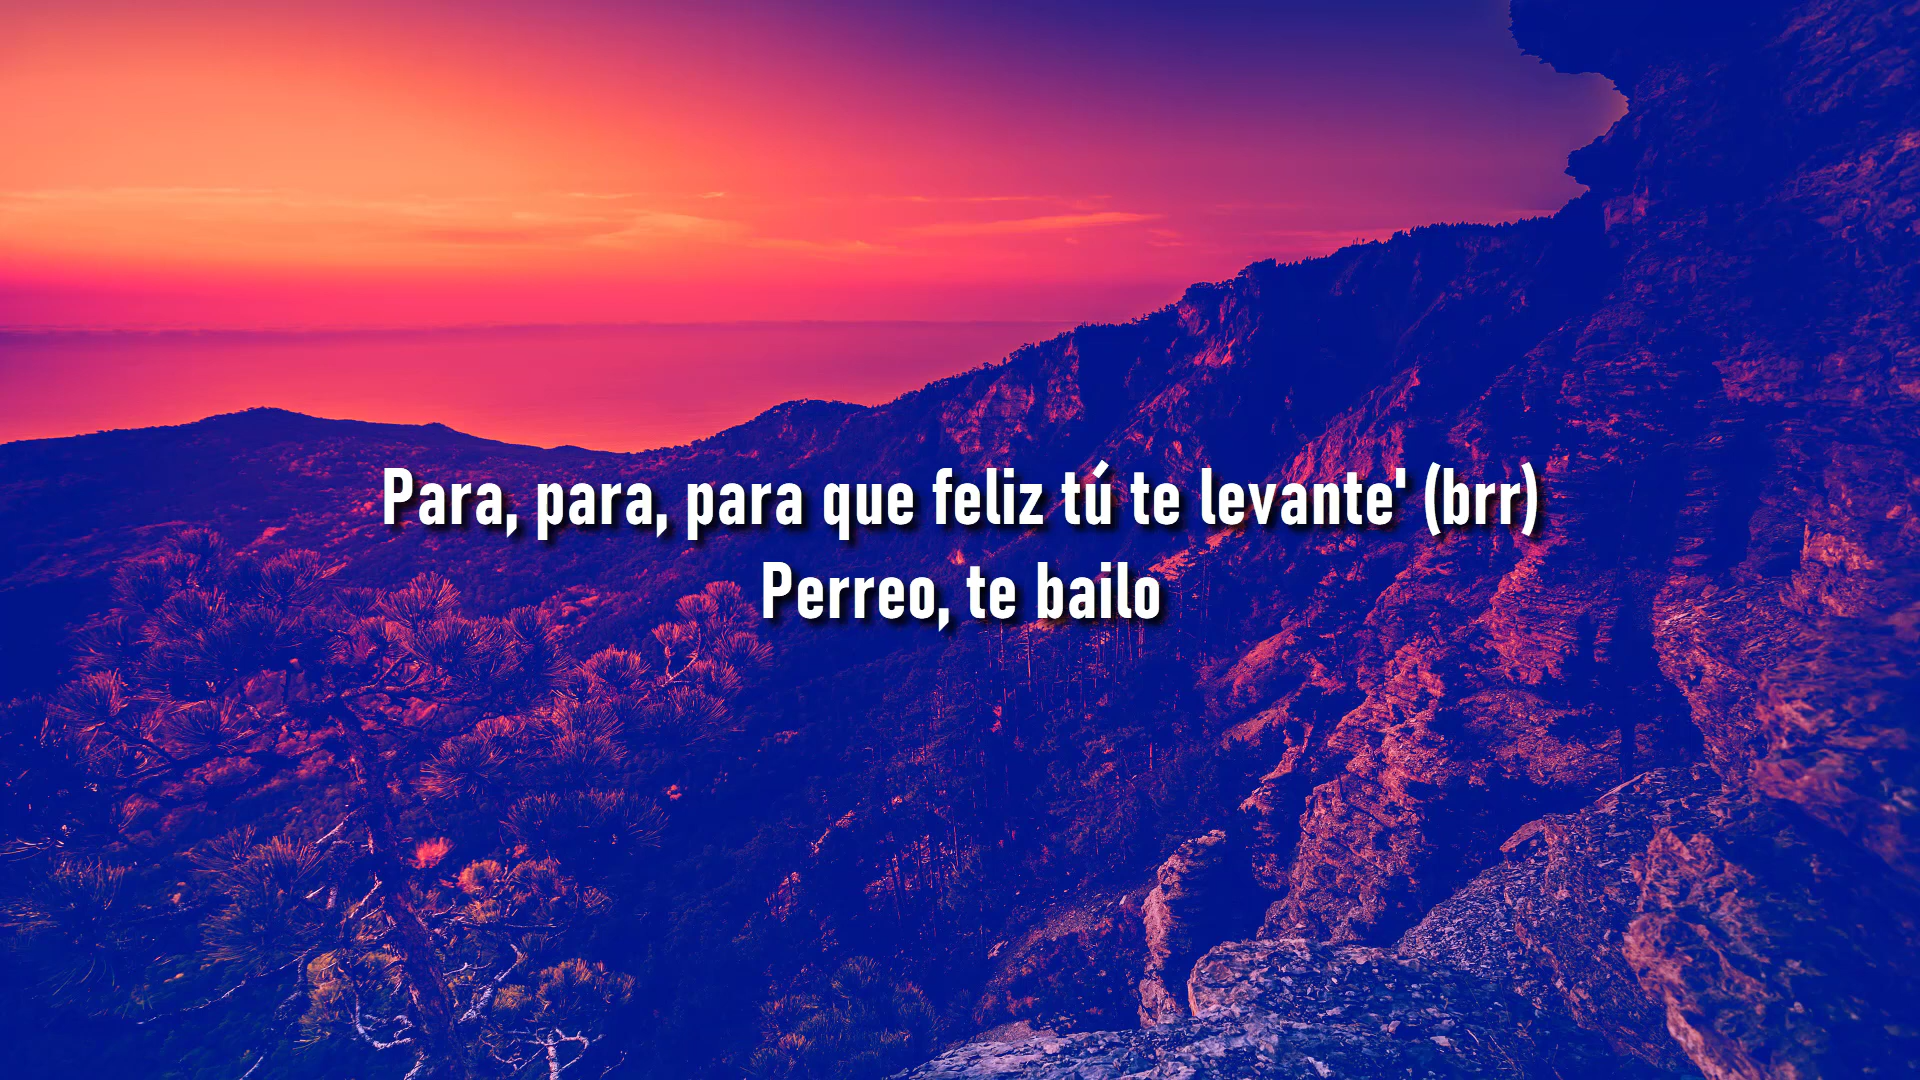 Para, para, para que feliz tú te levante' (brr)
Perreo, te bailo